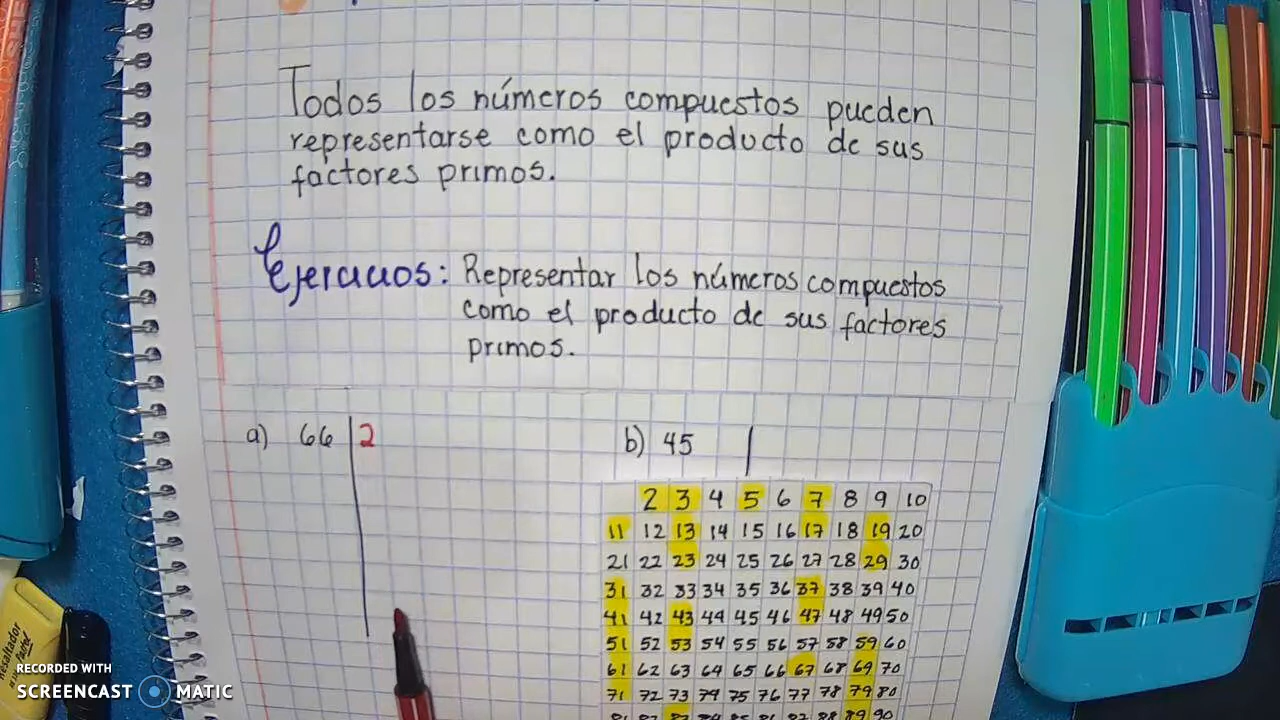 Todos los números compuestos pueden
representarse como el producto de sus
factores primos.
Ejercicios: Representar los números compuestos
como el producto de sus factores
primos.
a) 66 2
b) 45
2 3 4 5 6 7 8 9 10
11 12 13 14 15 16 17 18 19 20
21 22 23 24 25 26 27 28 29 30
31 32 33 34 35 36 37 38 39 40
41 42 43 44 45 46 47 48 49 50
51 52 53 54 55 56 57 58 59 60
61 62 63 64 65 66 67 68 69 70
71 72 73 74 75 76 77 78 79 80
88 89 90
Resaltador
RECORDED WITH
SCREENCAST MATIC